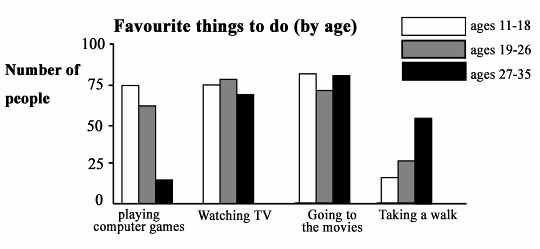 Favourite things to do (by age)
ages 11-18
ages 19-26
ages 27-35
Number of
people
100
75
50
25
0
playing
computer games
Watching TV
Going to
the movies
Taking a walk